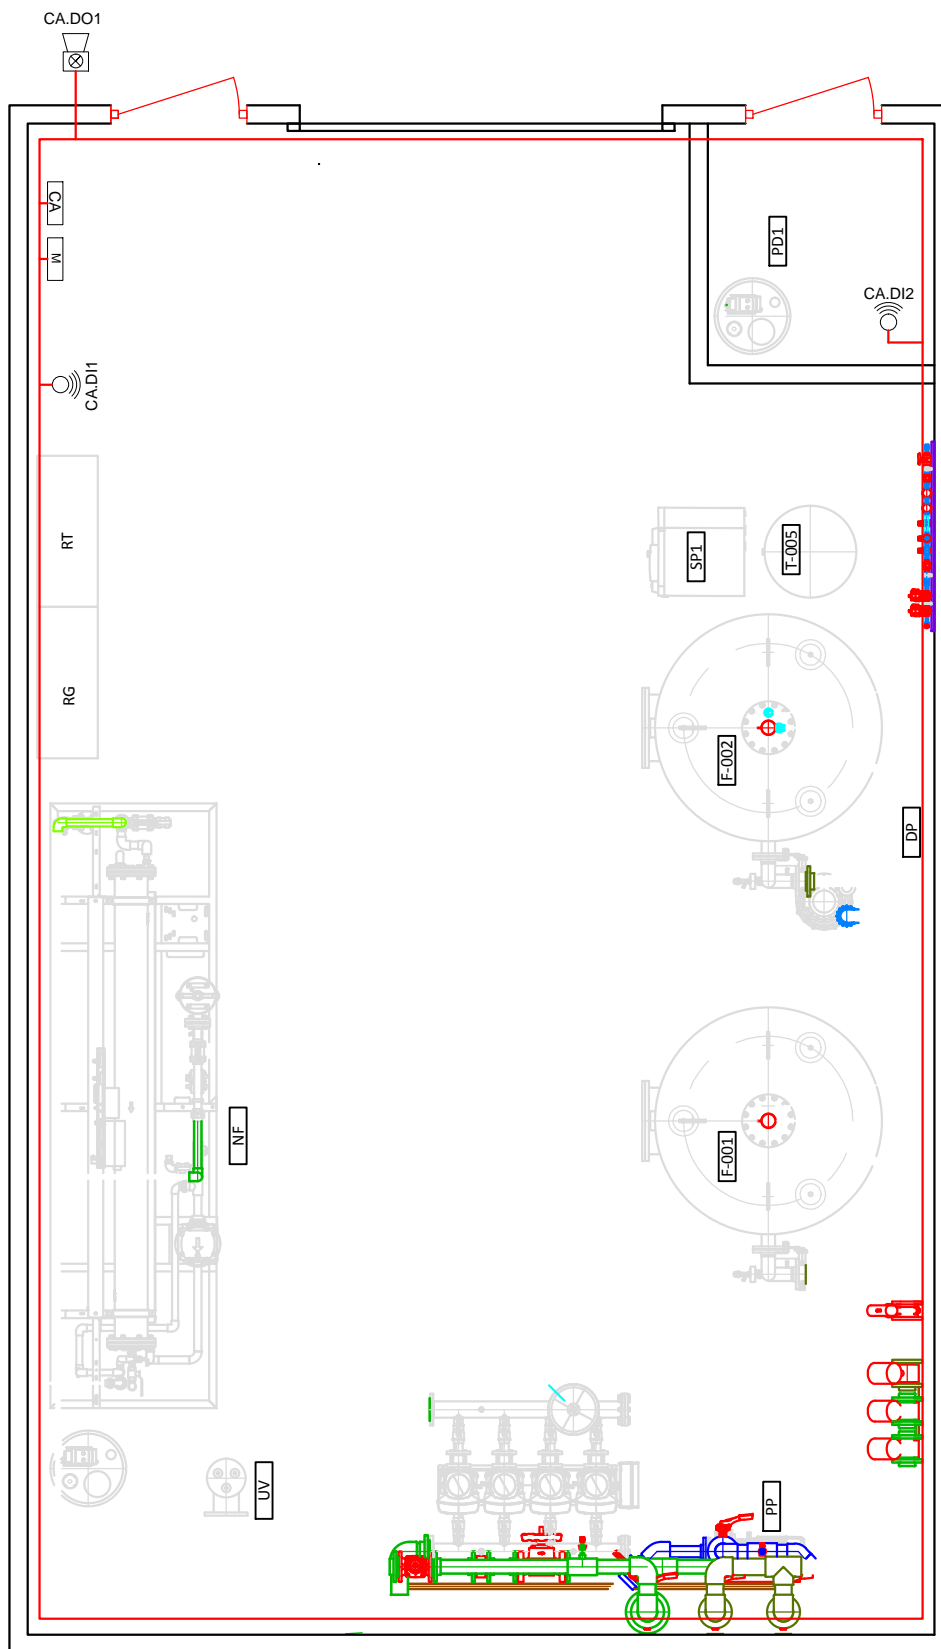 CA.DO1
CA
M
PD1
CA.DI2
CA.DI1
RT
SP1
T-005
RG
F-002
DP
NF
F-001
UV
PP